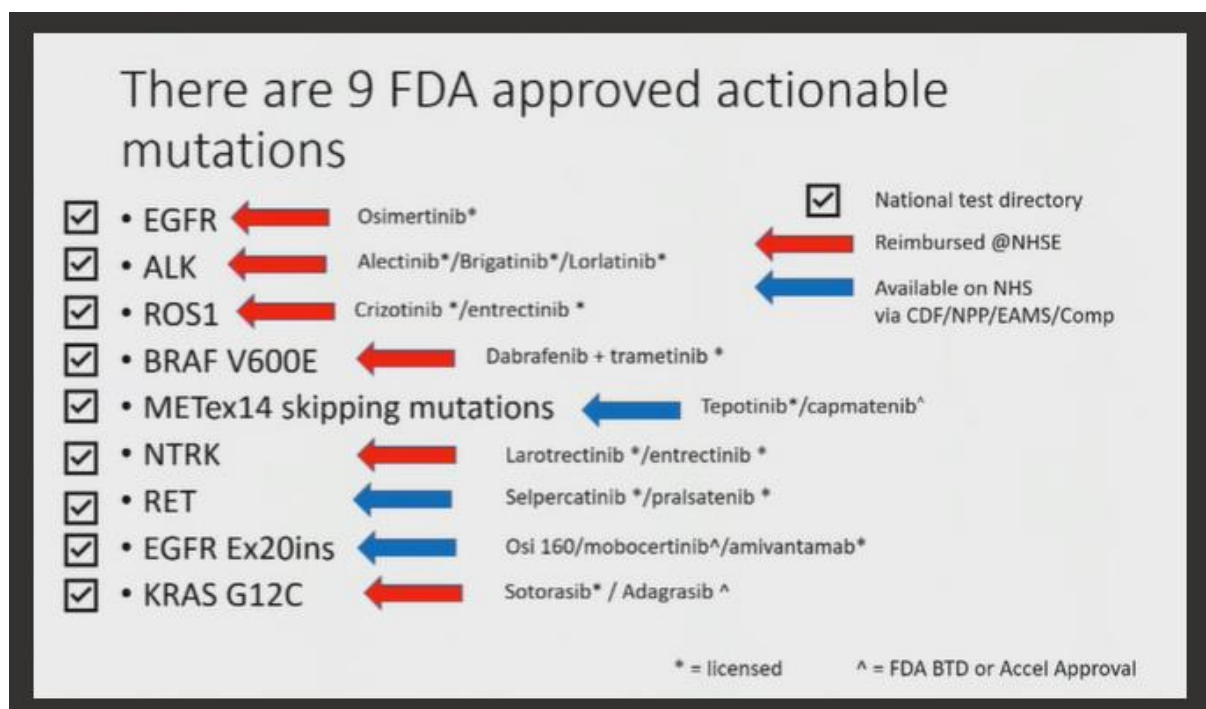 There are 9 FDA approved actionable
mutations
• EGFR Osimertinib*
• ALK Alectinib*/Brigatinib*/Lorlatinib*
• ROS1 Crizotinib */entrectinib *
• BRAF V600E Dabrafenib + trametinib *
• METex14 skipping mutations Tepotinib*/capmatenib^
• NTRK Larotrectinib */entrectinib *
• RET Selpercatinib */pralsatenib *
• EGFR Ex20ins Osi 160/mobocertinib^/amivantamab*
• KRAS G12C Sotorasib* / Adagrasib ^
National test directory
Reimbursed @NHSE
Available on NHS
via CDF/NPP/EAMS/Comp
* = licensed ^ = FDA BTD or Accel Approval